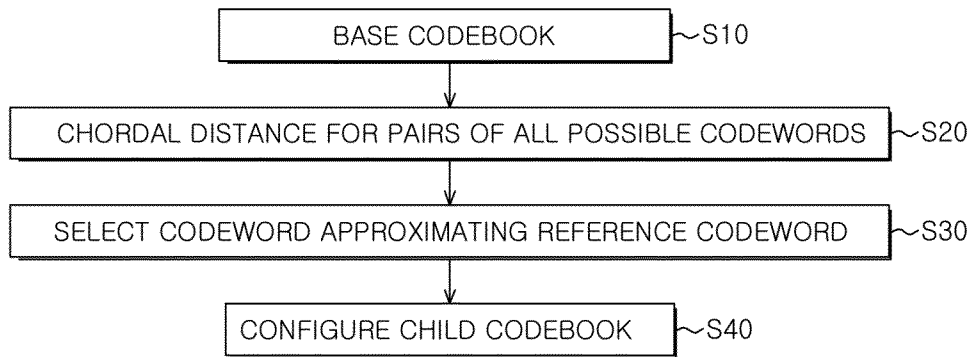 BASE CODEBOOK
S10
CHORDAL DISTANCE FOR PAIRS OF ALL POSSIBLE CODEWORDS
S20
SELECT CODEWORD APPROXIMATING REFERENCE CODEWORD
S30
CONFIGURE CHILD CODEBOOK
S40